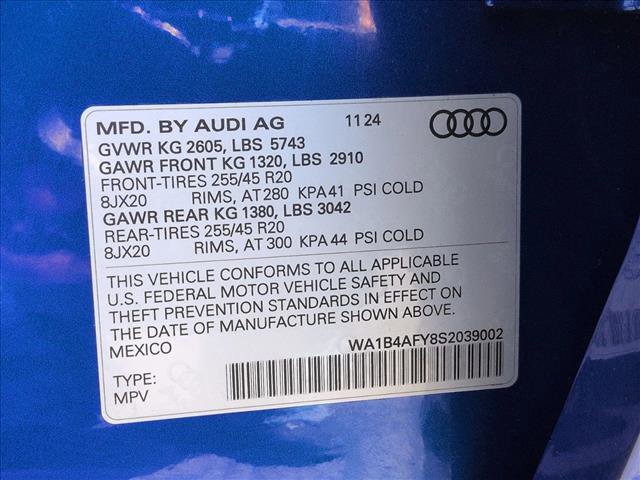 MFD. BY AUDI AG 11 24
GVWR KG 2605, LBS 5743
GAWR FRONT KG 1320, LBS 2910
FRONT-TIRES 255/45 R20
8JX20 RIMS, AT 280 KPA 41 PSI COLD
GAWR REAR KG 1380, LBS 3042
REAR-TIRES 255/45 R20
8JX20 RIMS, AT 300 KPA 44 PSI COLD
THIS VEHICLE CONFORMS TO ALL APPLICABLE
U.S. FEDERAL MOTOR VEHICLE SAFETY AND
THEFT PREVENTION STANDARDS IN EFFECT ON
THE DATE OF MANUFACTURE SHOWN ABOVE.
MEXICO WA1B4AFY8S2039002
TYPE:
MPV